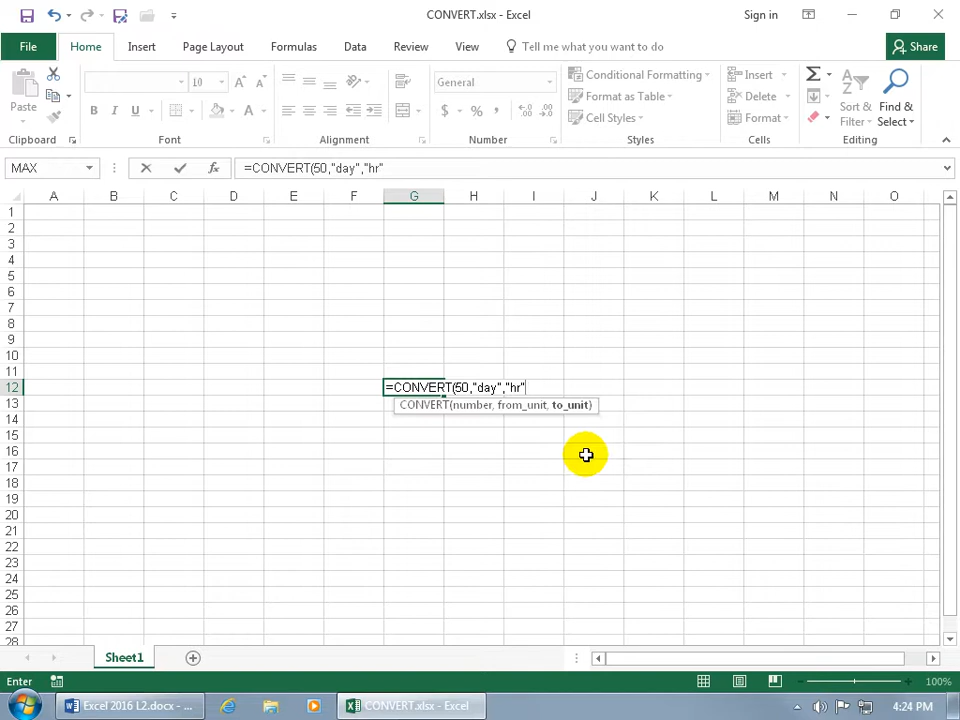 CONVERT.xlsx - Excel
Sign in
File
Home
Insert
Page Layout
Formulas
Data
Review
View
Tell me what you want to do
Share
Paste
10
B I U
A
General
$ % ,
Conditional Formatting
Format as Table
Cell Styles
Insert
Delete
Format
Sort & Filter
Find & Select
Clipboard
Font
Alignment
Number
Styles
Cells
Editing
MAX
fx
=CONVERT(50,"day","hr"
A B C D E F G H I J K L M N O
1
2
3
4
5
6
7
8
9
10
11
12
=CONVERT(50,"day","hr"
13
CONVERT(number, from_unit, to_unit)
14
15
16
17
18
19
20
21
22
23
24
25
26
27
28
Sheet1
Enter
100%
Excel 2016 L2.docx - ...
CONVERT.xlsx - Excel
4:24 PM